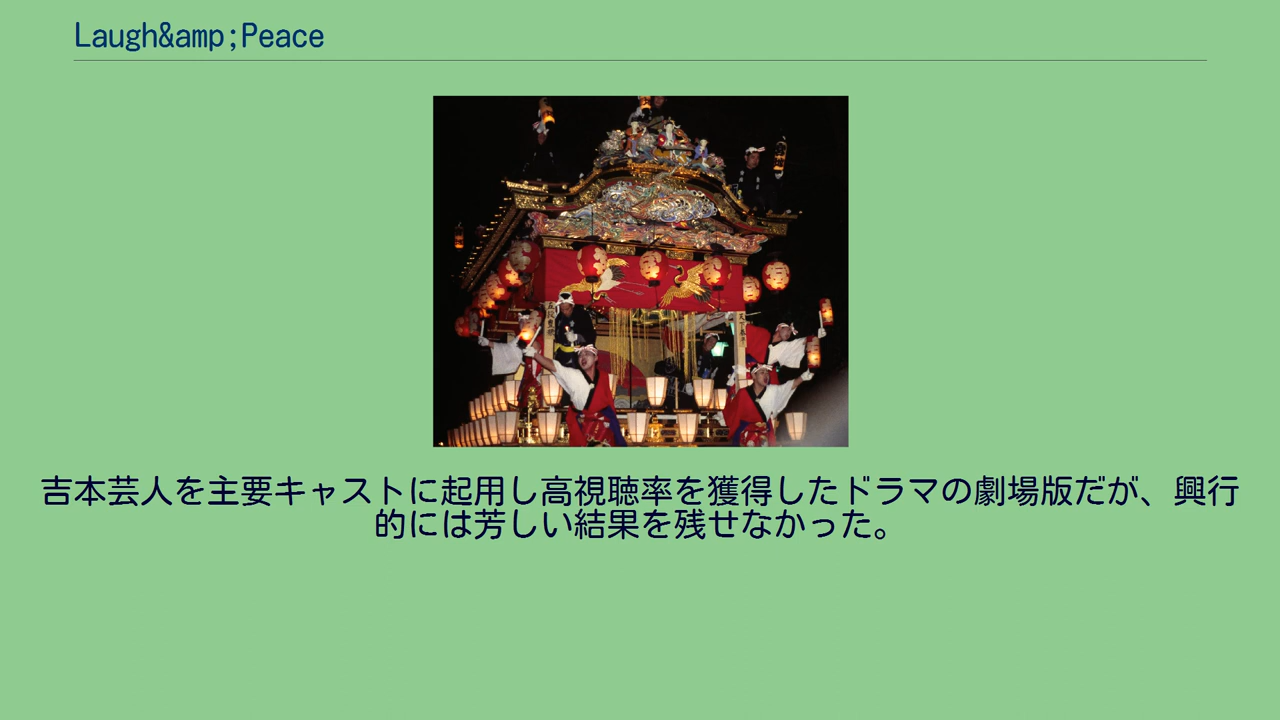 Laugh&amp;Peace
吉本芸人を主要キャストに起用し高視聴率を獲得したドラマの劇場版だが、興行
的には芳しい結果を残せなかった。